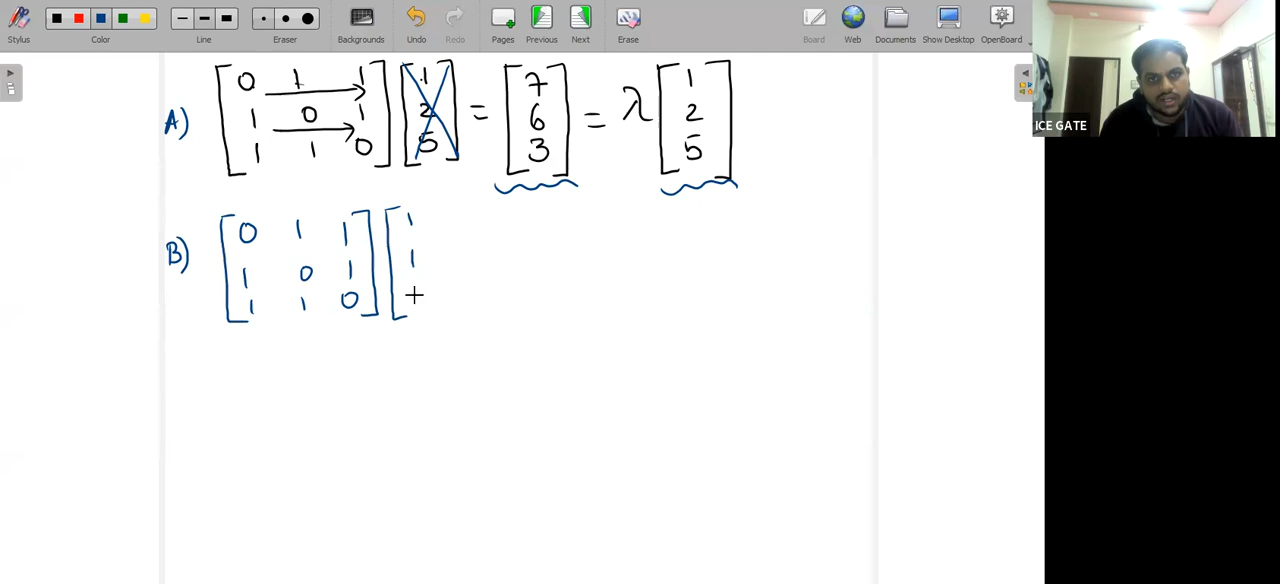 Stylus Color Line Eraser Backgrounds Undo Redo Pages Previous Next Erase Board Web Documents Show Desktop OpenBoard
ICE GATE
A) [0 1 1] [1] = [7] = λ [1]
[1 0 1] [2] [6] [2]
[1 1 0] [5] [3] [5]
B) [0 1 1] [1
[1 0 1] [1
[1 1 0] [